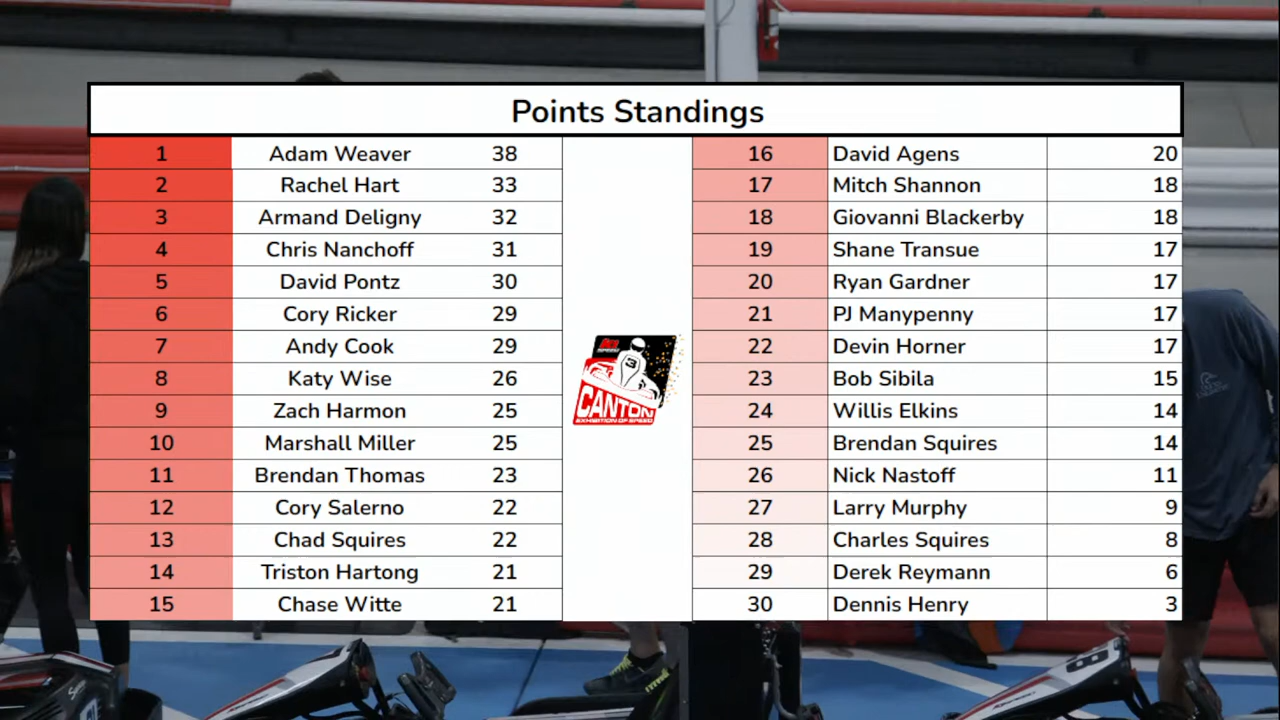 Points Standings
1 Adam Weaver 38
2 Rachel Hart 33
3 Armand Deligny 32
4 Chris Nanchoff 31
5 David Pontz 30
6 Cory Ricker 29
7 Andy Cook 29
8 Katy Wise 26
9 Zach Harmon 25
10 Marshall Miller 25
11 Brendan Thomas 23
12 Cory Salerno 22
13 Chad Squires 22
14 Triston Hartong 21
15 Chase Witte 21
3
CANTON
EXHIBITION OF SPEED
16 David Agens 20
17 Mitch Shannon 18
18 Giovanni Blackerby 18
19 Shane Transue 17
20 Ryan Gardner 17
21 PJ Manypenny 17
22 Devin Horner 17
23 Bob Sibila 15
24 Willis Elkins 14
25 Brendan Squires 14
26 Nick Nastoff 11
27 Larry Murphy 9
28 Charles Squires 8
29 Derek Reymann 6
30 Dennis Henry 3